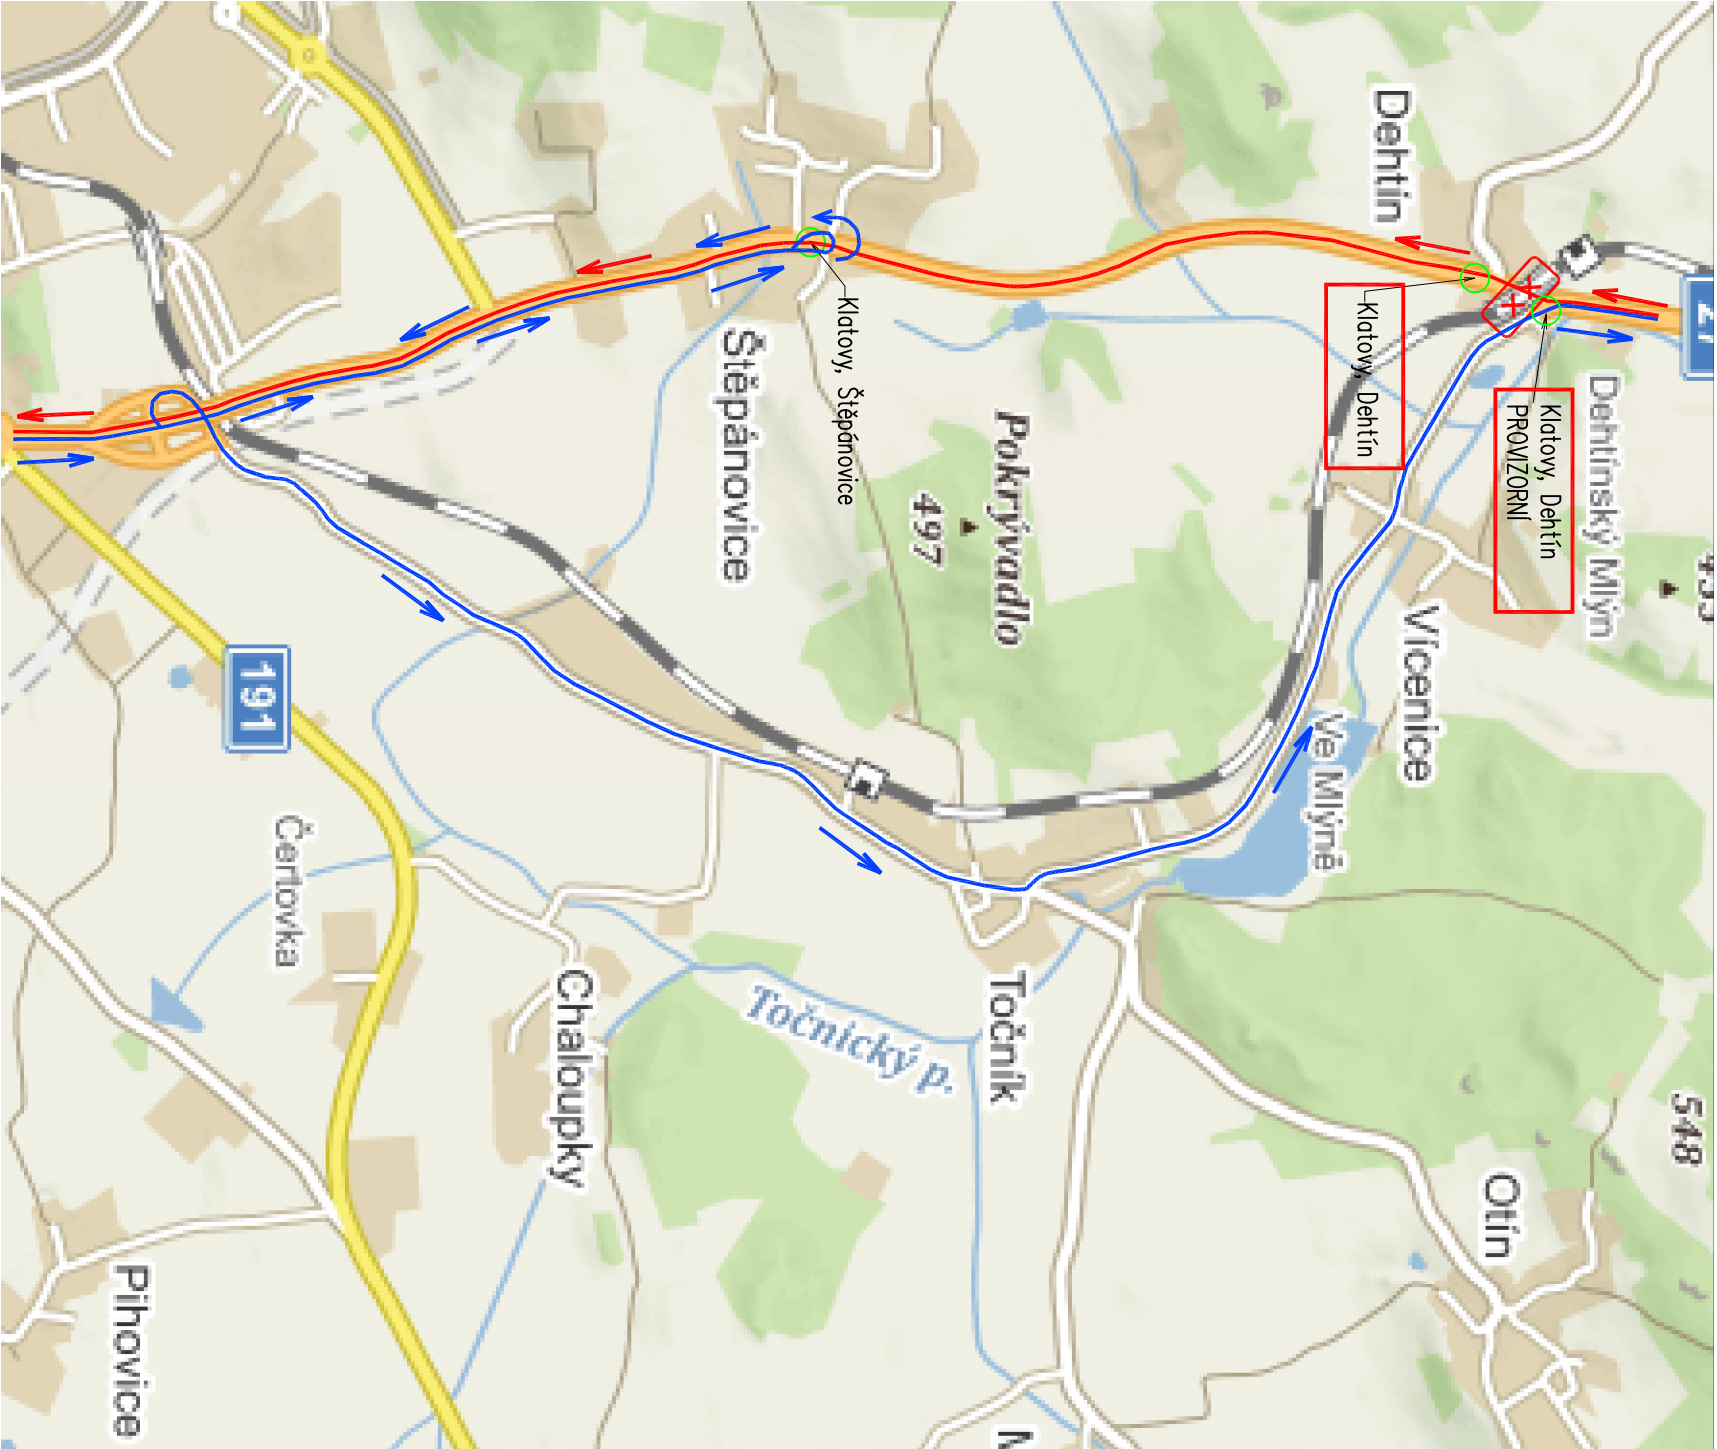 27
Dehtín
Dehtínský Mlýn
Klatovy, Dehtín
PROVIZORNÍ
Klatovy, Dehtín
Vícenice
Ve Mlýně
Otín
548
Pokrývadlo
497
Točník
Klatovy, Štěpánovice
Štěpánovice
Točnický p.
Chaloupky
Čertovka
191
Pihovice